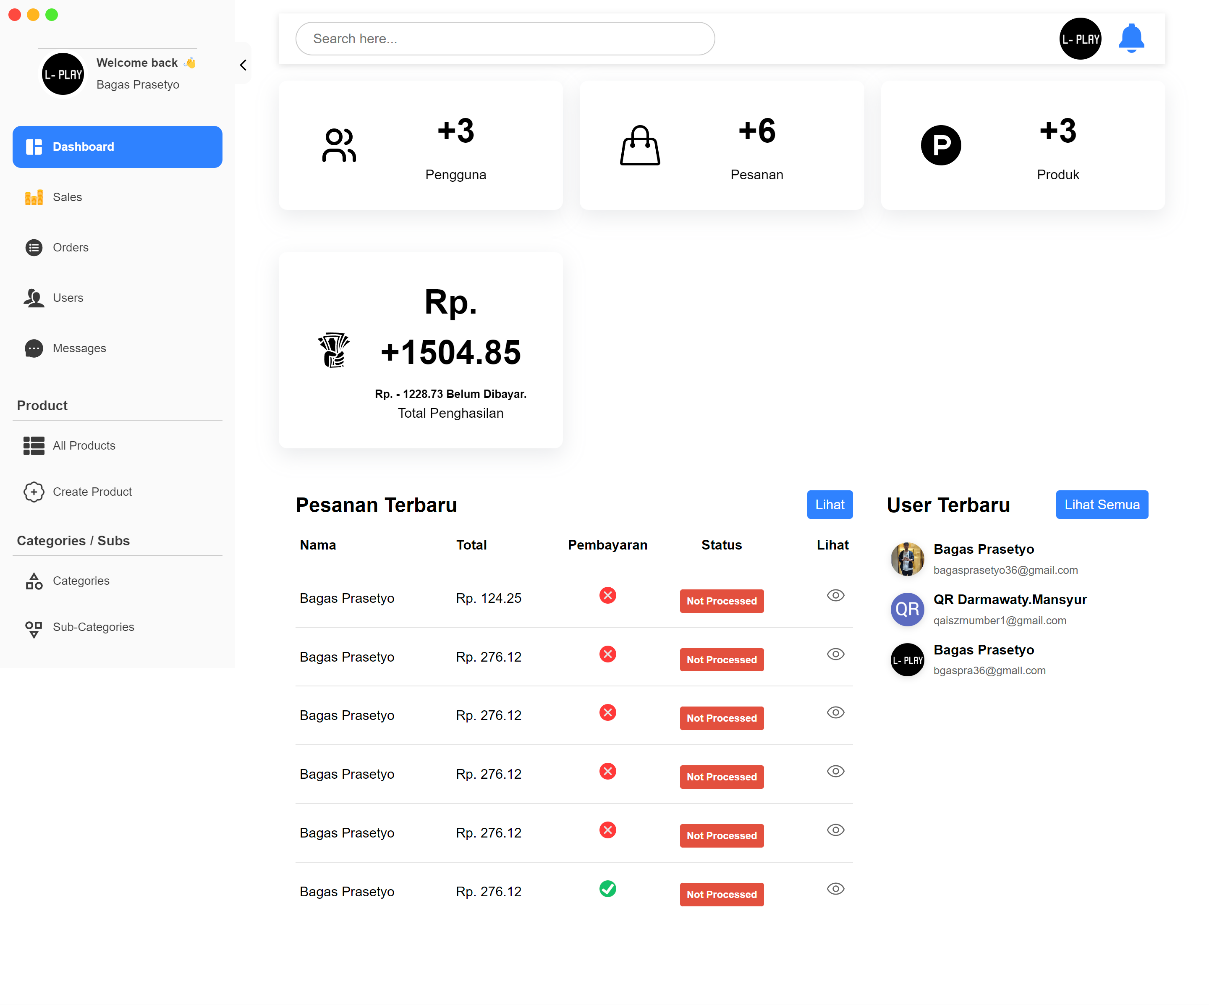 L- PLAY
Welcome back 👋
Bagas Prasetyo
Dashboard
Sales
Orders
Users
Messages
Product
All Products
Create Product
Categories / Subs
Categories
Sub-Categories
Search here...
L- PLAY
+3
Pengguna
+6
Pesanan
P
+3
Produk
Rp.
+1504.85
Rp. - 1228.73 Belum Dibayar.
Total Penghasilan
Pesanan Terbaru
Lihat
Nama Total Pembayaran Status Lihat
Bagas Prasetyo Rp. 124.25 Not Processed
Bagas Prasetyo Rp. 276.12 Not Processed
Bagas Prasetyo Rp. 276.12 Not Processed
Bagas Prasetyo Rp. 276.12 Not Processed
Bagas Prasetyo Rp. 276.12 Not Processed
Bagas Prasetyo Rp. 276.12 Not Processed
User Terbaru
Lihat Semua
Bagas Prasetyo
bagasprasetyo36@gmail.com
QR
QR Darmawaty.Mansyur
qaiszmumber1@gmail.com
L- PLAY
Bagas Prasetyo
bgaspra36@gmail.com